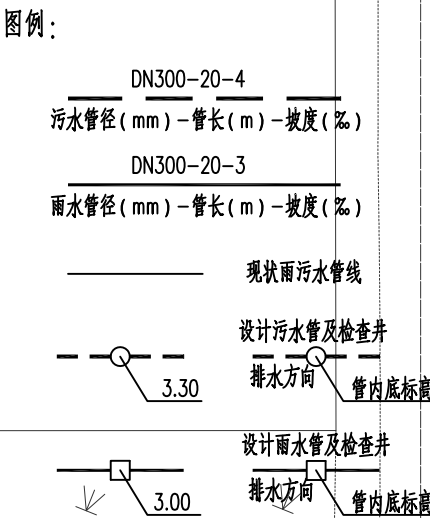 图例：
DN300-20-4
污水管径(mm)-管长(m)-坡度(‰)
DN300-20-3
雨水管径(mm)-管长(m)-坡度(‰)
现状雨污水管线
设计污水管及检查井
排水方向
3.30
管内底标高
设计雨水管及检查井
排水方向
3.00
管内底标高